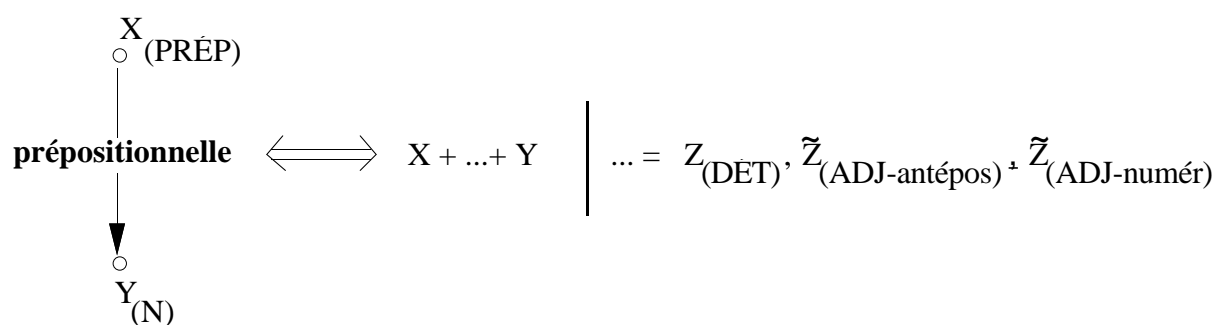 X(PRÉP)
prépositionnelle ⟺ X + ...+ Y | ... = Z(DÉT), Z̃(ADJ-antépos), Z̃(ADJ-numér)
Y(N)